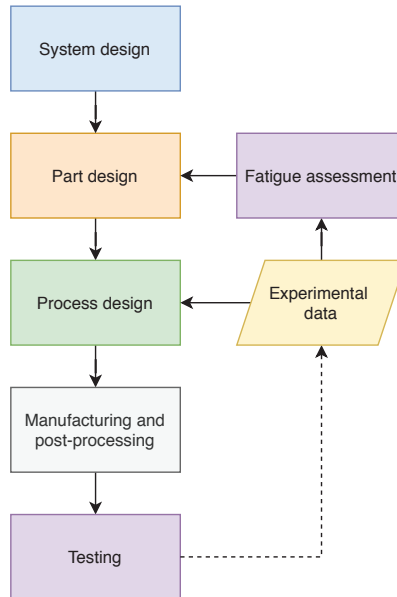 System design
Part design
Fatigue assessment
Process design
Experimental
data
Manufacturing and
post-processing
Testing